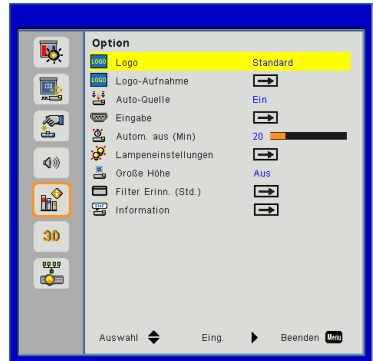 Option
LOGO Logo Standard
LOGO Logo-Aufnahme
Auto-Quelle Ein
Eingabe
Autom. aus (Min) 20
Lampeneinstellungen
Große Höhe Aus
Filter Erinn. (Std.)
Information
3D
Auswahl Eing. Beenden Menu